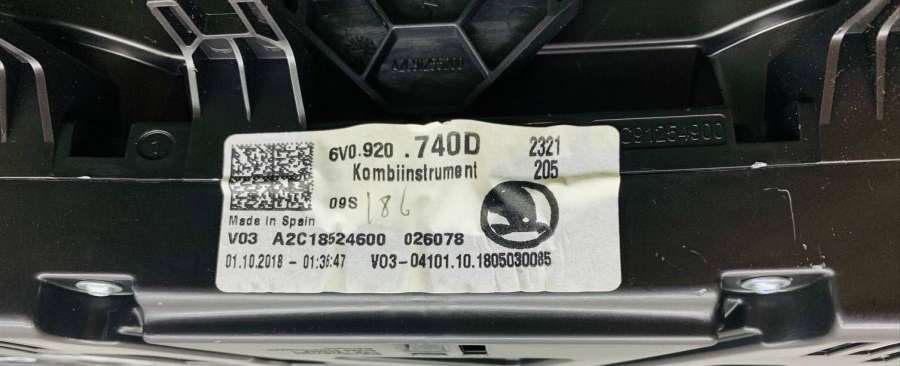 6V0.920 .740D 2321
Kombiinstrument 205
09S 186
Made in Spain
V03 A2C18524600 026078
01.10.2018 - 01:36:47 V03-04101.10.1805030085